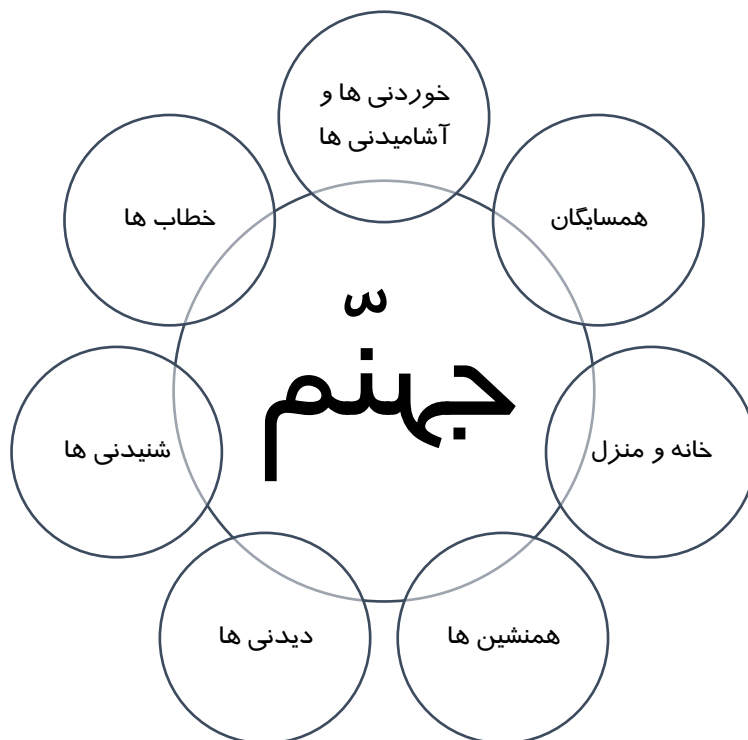 خوردنی ها و
آشامیدنی ها
همسایگان
خطاب ها
جهنّم
خانه و منزل
شنیدنی ها
همنشین ها
دیدنی ها